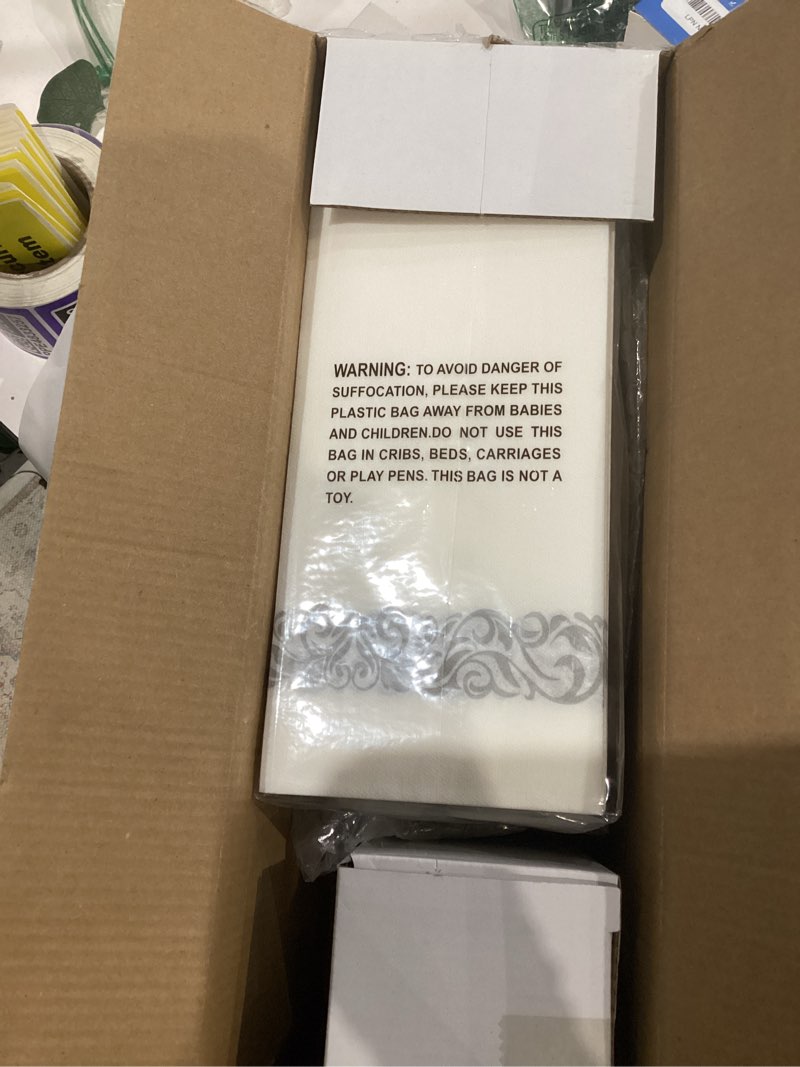 WARNING: TO AVOID DANGER OF
SUFFOCATION, PLEASE KEEP THIS
PLASTIC BAG AWAY FROM BABIES
AND CHILDREN.DO NOT USE THIS
BAG IN CRIBS, BEDS, CARRIAGES
OR PLAY PENS. THIS BAG IS NOT A
TOY.